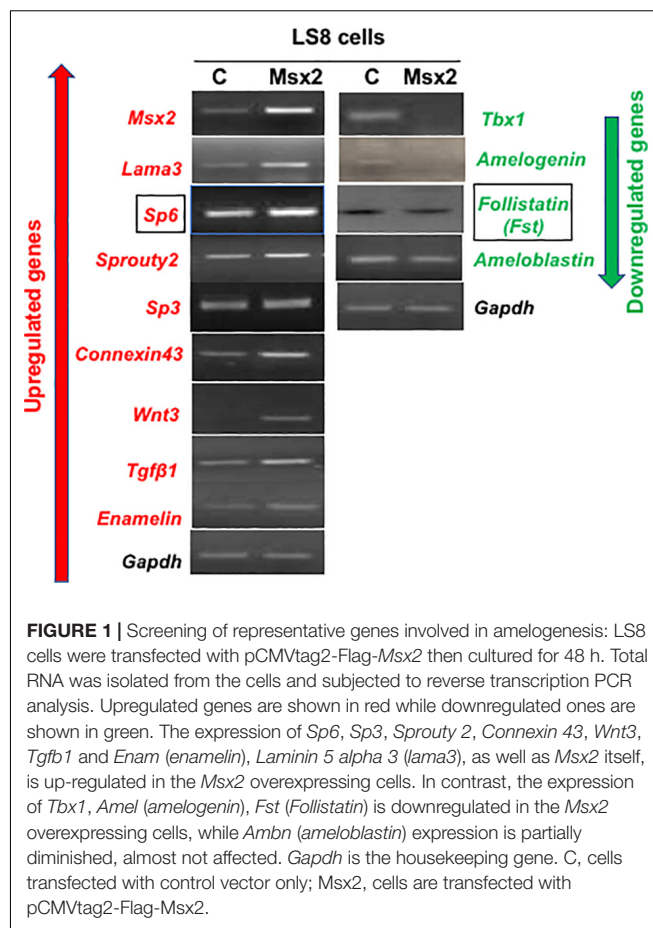 LS8 cells
C Msx2 C Msx2
Upregulated genes
Msx2
Lama3
Sp6
Sprouty2
Sp3
Connexin43
Wnt3
Tgfβ1
Enamelin
Gapdh
Tbx1
Amelogenin
Follistatin
(Fst)
Ameloblastin
Gapdh
Downregulated genes
FIGURE 1 | Screening of representative genes involved in amelogenesis: LS8
cells were transfected with pCMVtag2-Flag-Msx2 then cultured for 48 h. Total
RNA was isolated from the cells and subjected to reverse transcription PCR
analysis. Upregulated genes are shown in red while downregulated ones are
shown in green. The expression of Sp6, Sp3, Sprouty 2, Connexin 43, Wnt3,
Tgfb1 and Enam (enamelin), Laminin 5 alpha 3 (lama3), as well as Msx2 itself,
is up-regulated in the Msx2 overexpressing cells. In contrast, the expression
of Tbx1, Amel (amelogenin), Fst (Follistatin) is downregulated in the Msx2
overexpressing cells, while Ambn (ameloblastin) expression is partially
diminished, almost not affected. Gapdh is the housekeeping gene. C, cells
transfected with control vector only; Msx2, cells are transfected with
pCMVtag2-Flag-Msx2.